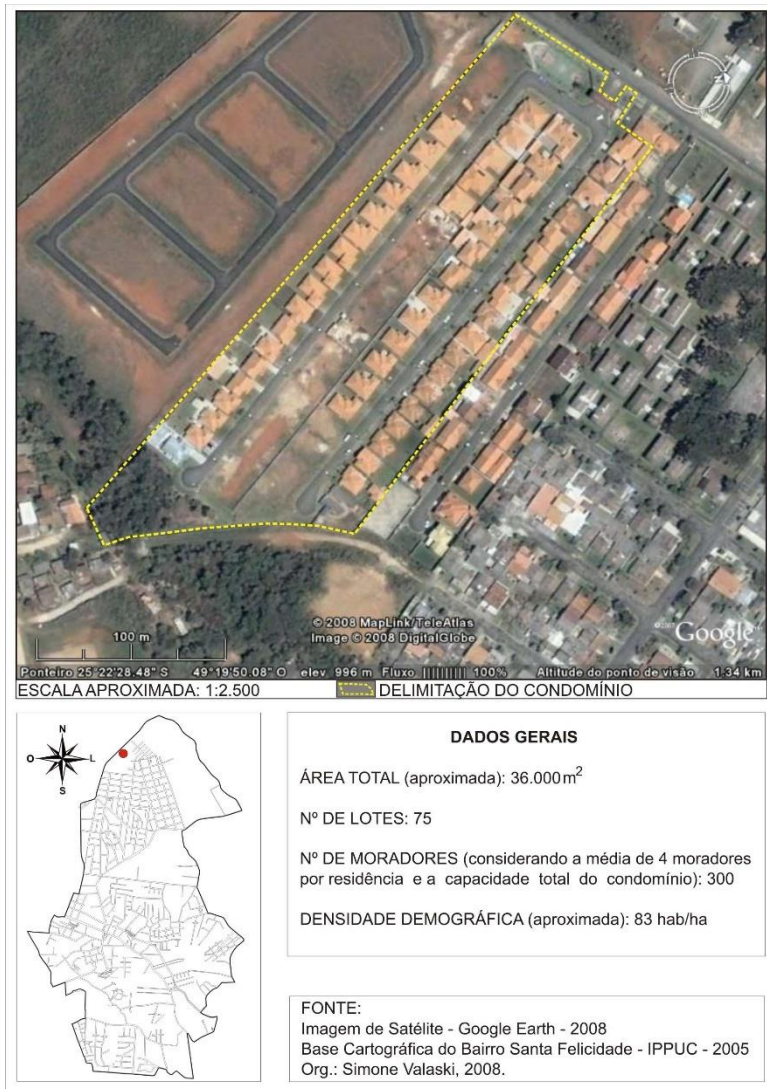 © 2008 MapLink/TeleAtlas
Image © 2008 DigitalGlobe
Google
100 m
Ponteiro 25°22'28.48" S 49°19'50.08" O elev 996 m Fluxo 100% Altitude do ponto de visão 1.34 km
ESCALA APROXIMADA: 1:2.500
DELIMITAÇÃO DO CONDOMÍNIO
N
O L
S
DADOS GERAIS
ÁREA TOTAL (aproximada): 36.000m²
Nº DE LOTES: 75
Nº DE MORADORES (considerando a média de 4 moradores
por residência e a capacidade total do condomínio): 300
DENSIDADE DEMOGRÁFICA (aproximada): 83 hab/ha
FONTE:
Imagem de Satélite - Google Earth - 2008
Base Cartográfica do Bairro Santa Felicidade - IPPUC - 2005
Org.: Simone Valaski, 2008.